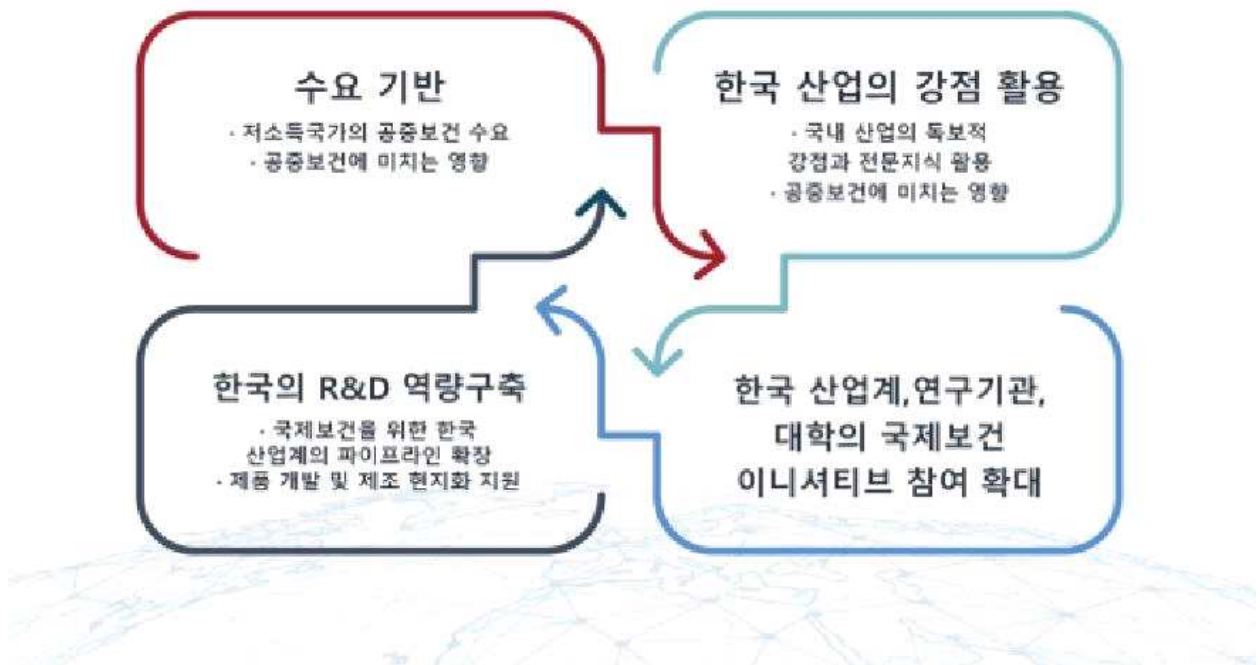 수요 기반
· 저소득국가의 공중보건 수요
· 공중보건에 미치는 영향
한국 산업의 강점 활용
· 국내 산업의 독보적
강점과 전문지식 활용
· 공중보건에 미치는 영향
한국의 R&D 역량구축
· 국제보건을 위한 한국
산업계의 파이프라인 확장
· 제품 개발 및 제조 현지화 지원
한국 산업계,연구기관,
대학의 국제보건
이니셔티브 참여 확대